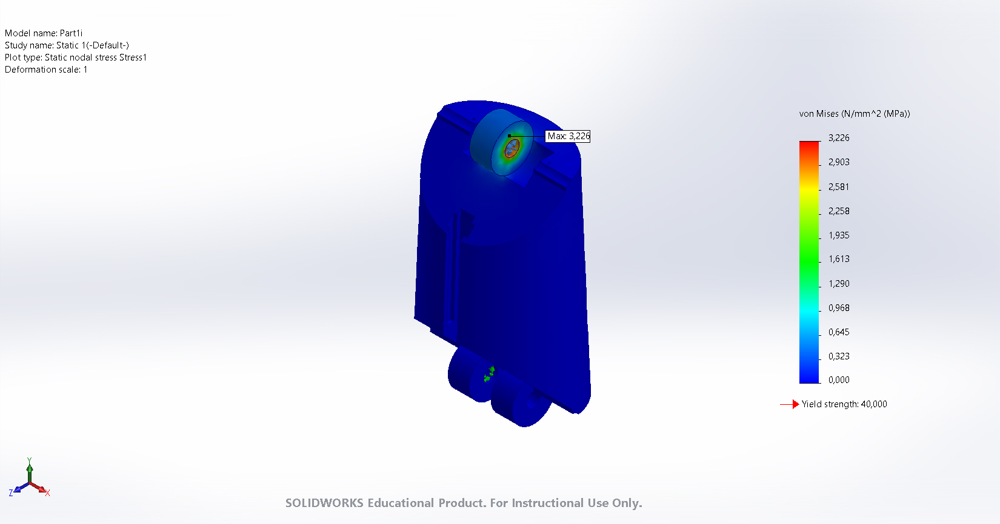 Model name: Part1i
Study name: Static 1(-Default-)
Plot type: Static nodal stress Stress1
Deformation scale: 1
von Mises (N/mm^2 (MPa))
Max: 3,226
3,226
2,903
2,581
2,258
1,935
1,613
1,290
0,968
0,645
0,323
0,000
Yield strength: 40,000
Y
Z
X
SOLIDWORKS Educational Product. For Instructional Use Only.